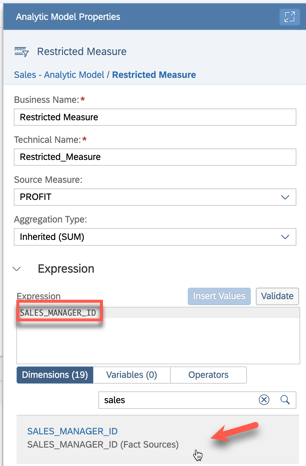 Analytic Model Properties
Restricted Measure
Sales - Analytic Model / Restricted Measure
Business Name:*
Restricted Measure
Technical Name:*
Restricted_Measure
Source Measure:
PROFIT
Aggregation Type:
Inherited (SUM)
Expression
Expression
Insert Values
Validate
SALES_MANAGER_ID
Dimensions (19)
Variables (0)
Operators
sales
SALES_MANAGER_ID
SALES_MANAGER_ID (Fact Sources)